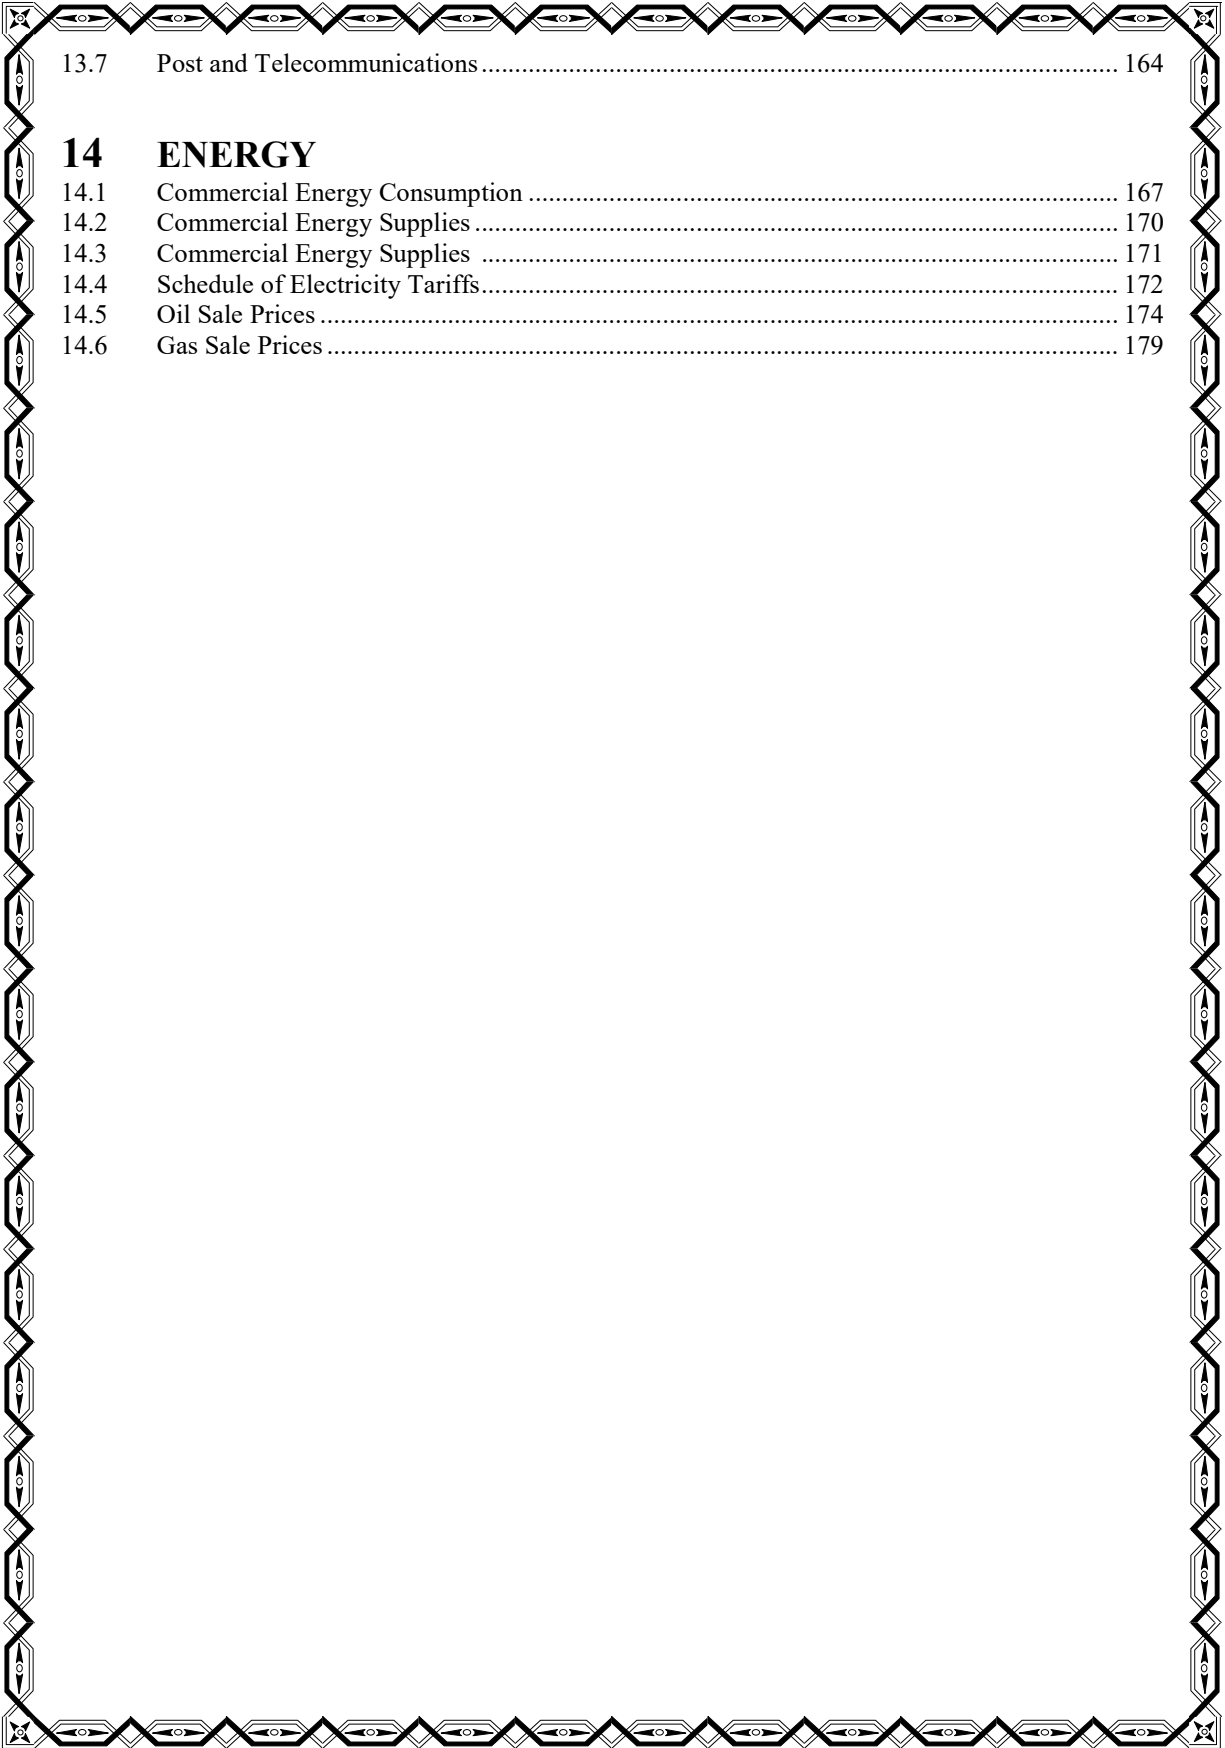 13.7 Post and Telecommunications................................................................................................ 164
14 ENERGY
14.1 Commercial Energy Consumption ......................................................................................... 167
14.2 Commercial Energy Supplies ................................................................................................. 170
14.3 Commercial Energy Supplies ................................................................................................ 171
14.4 Schedule of Electricity Tariffs................................................................................................ 172
14.5 Oil Sale Prices ........................................................................................................................ 174
14.6 Gas Sale Prices ....................................................................................................................... 179